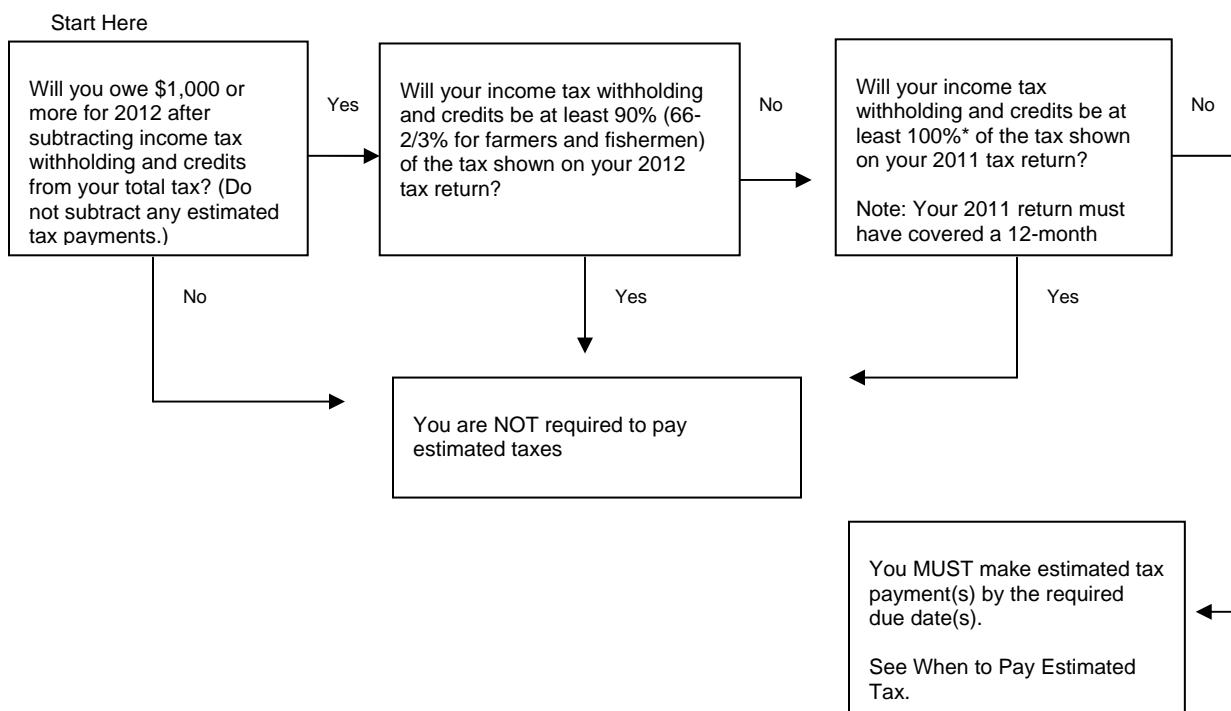 Start Here
Will you owe $1,000 or
more for 2012 after
subtracting income tax
withholding and credits
from your total tax? (Do
not subtract any estimated
tax payments.)
Yes
No
Will your income tax withholding
and credits be at least 90% (66-
2/3% for farmers and fishermen)
of the tax shown on your 2012
tax return?
No
Yes
Will your income tax
withholding and credits be at
least 100%* of the tax shown
on your 2011 tax return?
Note: Your 2011 return must
have covered a 12-month
No
Yes
You are NOT required to pay
estimated taxes
You MUST make estimated tax
payment(s) by the required
due date(s).
See When to Pay Estimated
Tax.